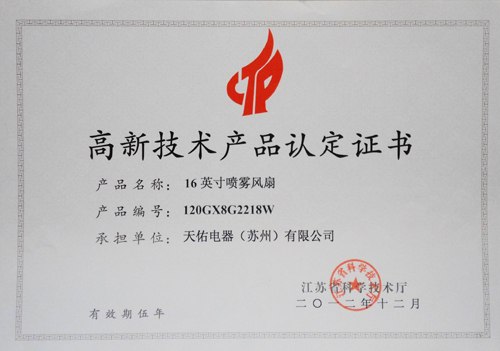 高新技术产品认定证书
产品名称：16 英寸喷雾风扇
产品编号：120GX8G2218W
承担单位：天佑电器（苏州）有限公司
江苏省科学技术厅
二〇一二年十二月
有效期伍年